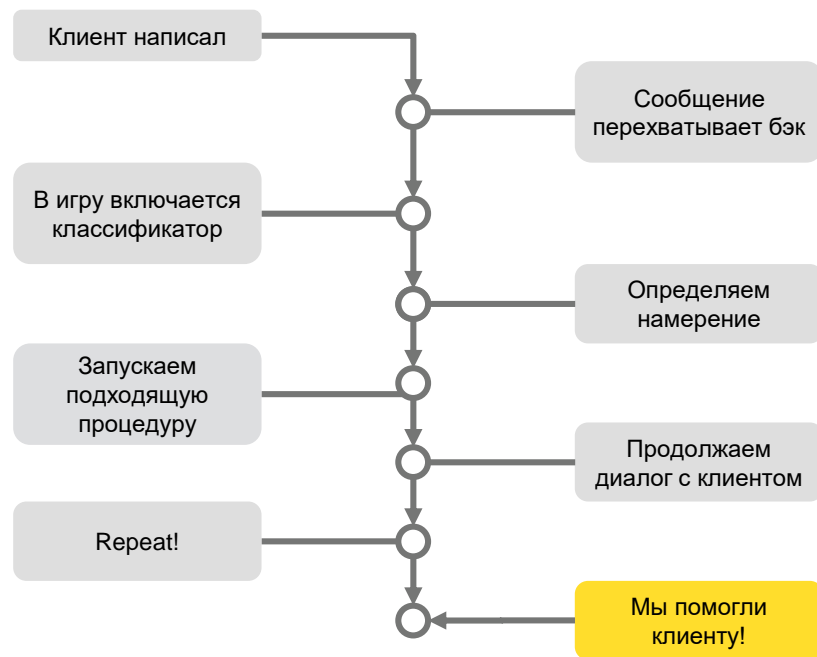 Клиент написал
Сообщение
перехватывает бэк
В игру включается
классификатор
Определяем
намерение
Запускаем
подходящую
процедуру
Продолжаем
диалог с клиентом
Repeat!
Мы помогли
клиенту!